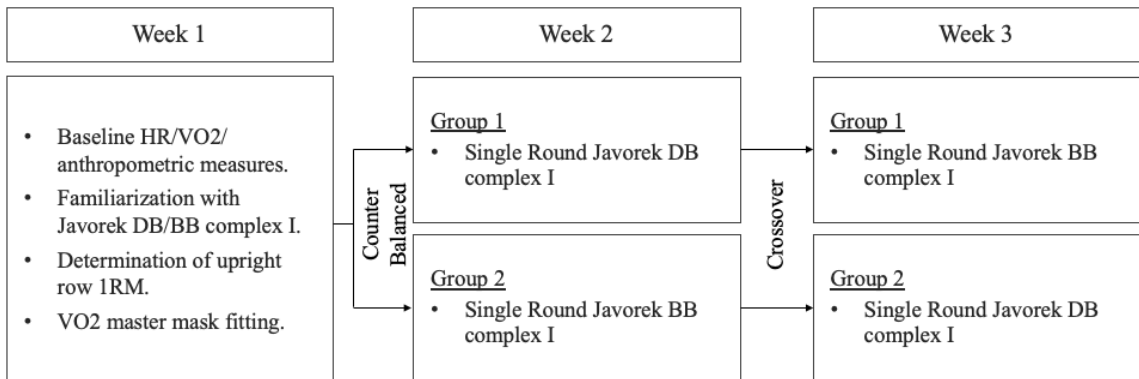 Week 1
Week 2
Week 3
• Baseline HR/VO2/
anthropometric measures.
• Familiarization with
Javorek DB/BB complex I.
• Determination of upright
row 1RM.
• VO2 master mask fitting.
Counter
Balanced
Group 1
• Single Round Javorek DB
complex I
Group 2
• Single Round Javorek BB
complex I
Crossover
Group 1
• Single Round Javorek BB
complex I
Group 2
• Single Round Javorek DB
complex I